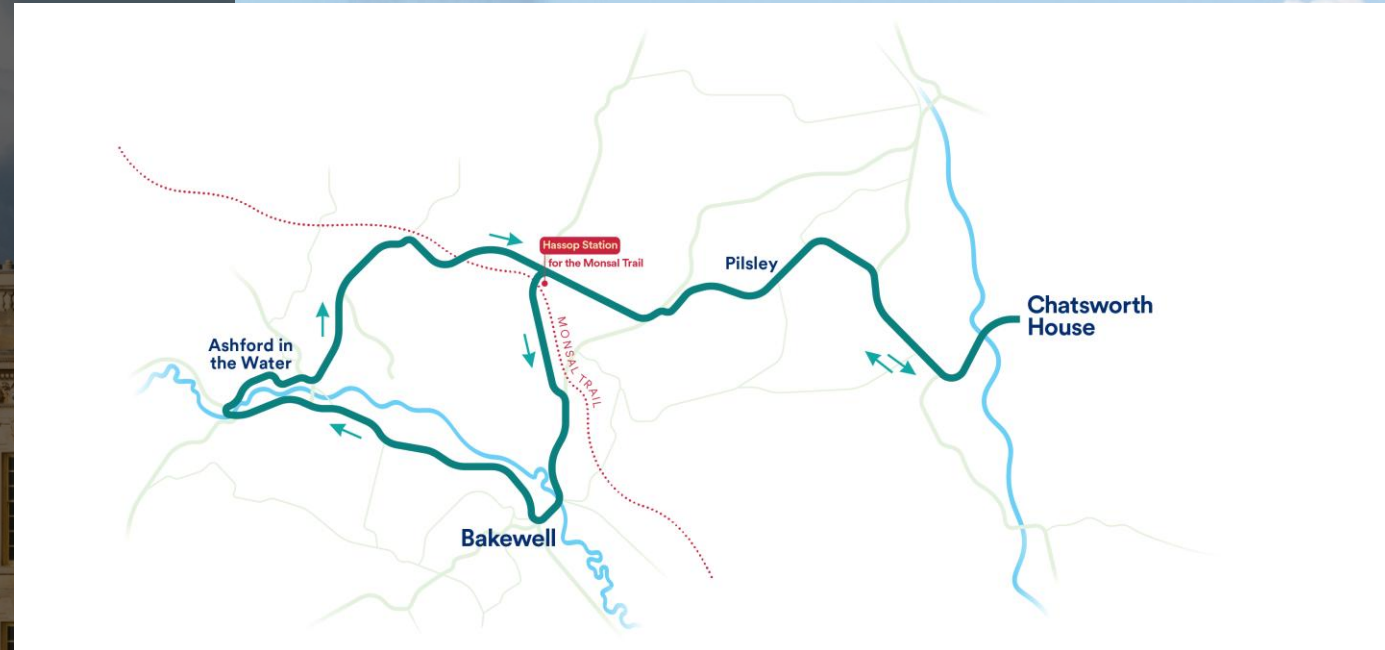 Hassop Station
for the Monsal Trail
Pilsley
Chatsworth
House
MONSAL TRAIL
Ashford in
the Water
Bakewell